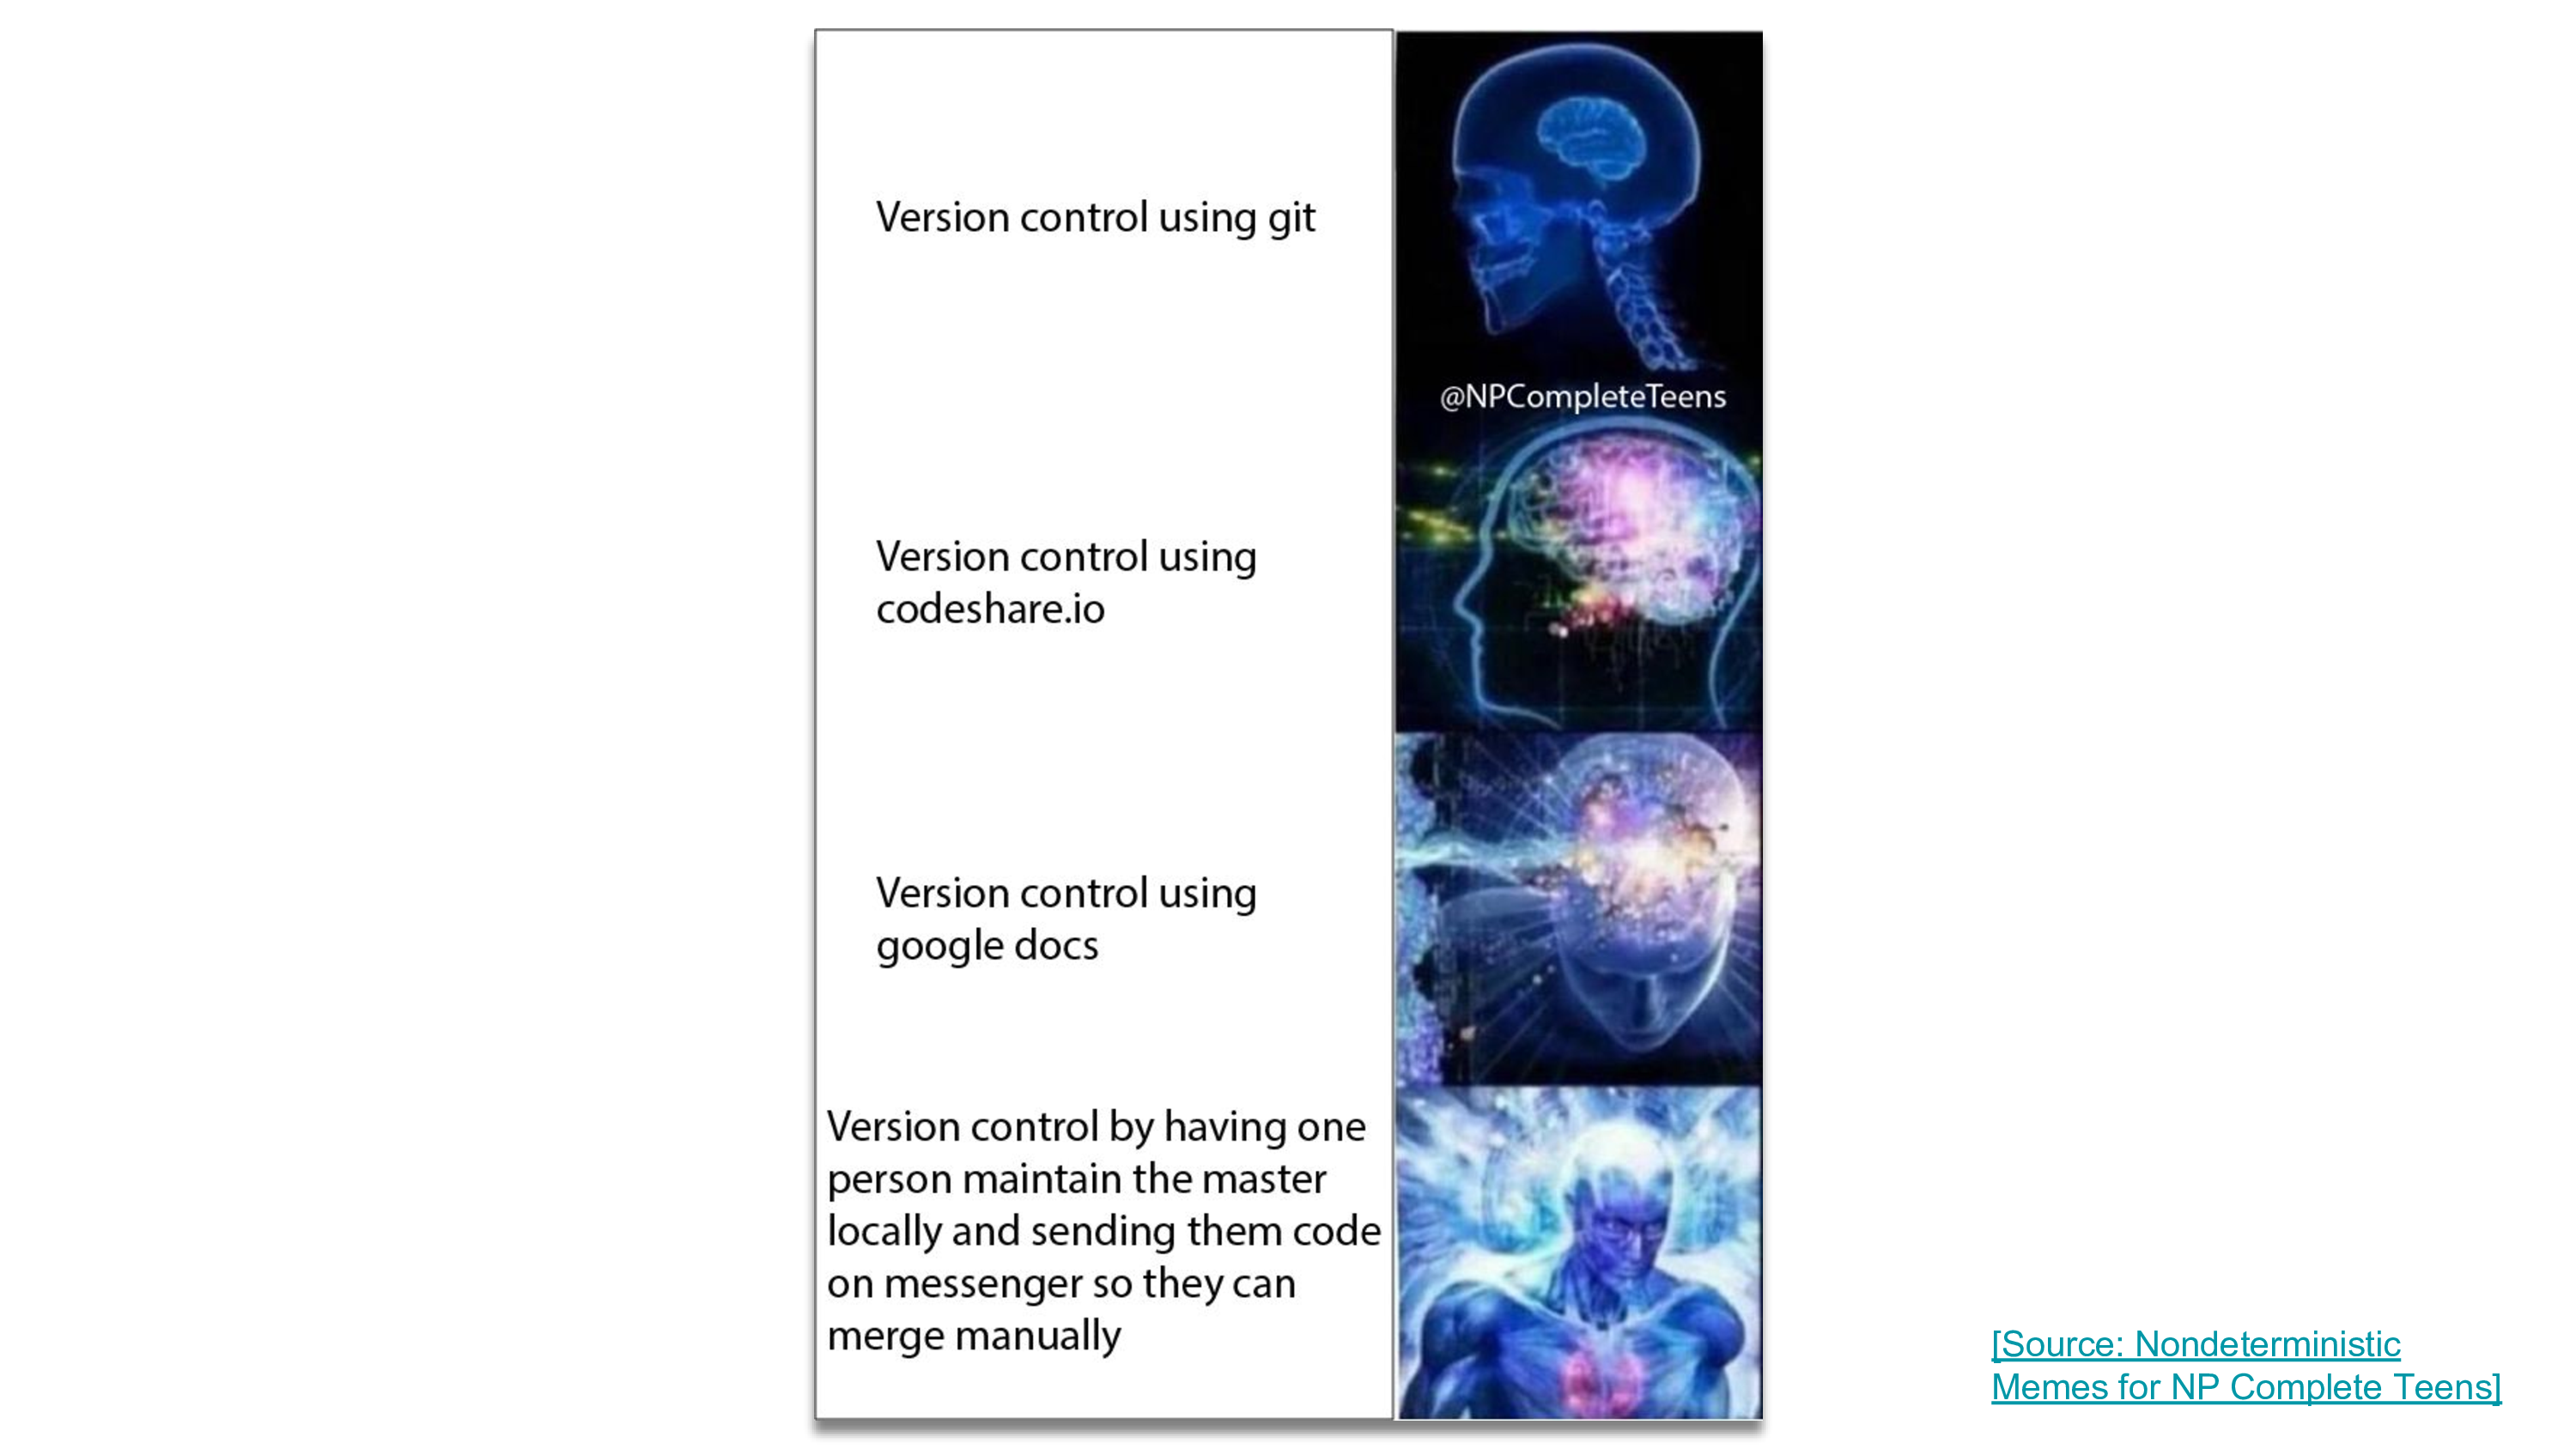 Version control using git
@NPCompleteTeens
Version control using
codeshare.io
Version control using
google docs
Version control by having one
person maintain the master
locally and sending them code
on messenger so they can
merge manually
[Source: Nondeterministic
Memes for NP Complete Teens]